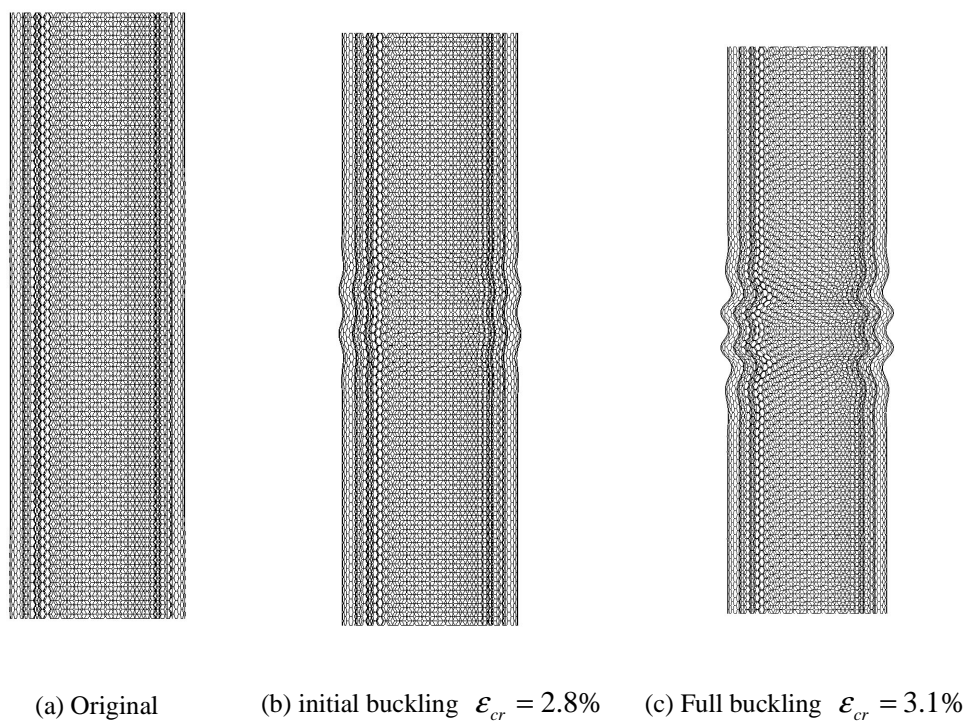 (a) Original (b) initial buckling ε_cr = 2.8% (c) Full buckling ε_cr = 3.1%